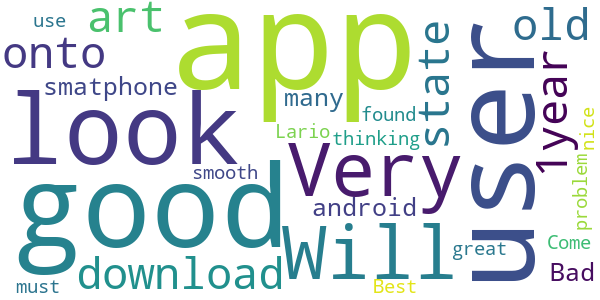 use
art
app
user
old
onto
smatphone
look
many
state
1year
found
Lario
thinking
nice
problem
smooth
Very
good
android
Will
download
great
Come
Bad
must
Best